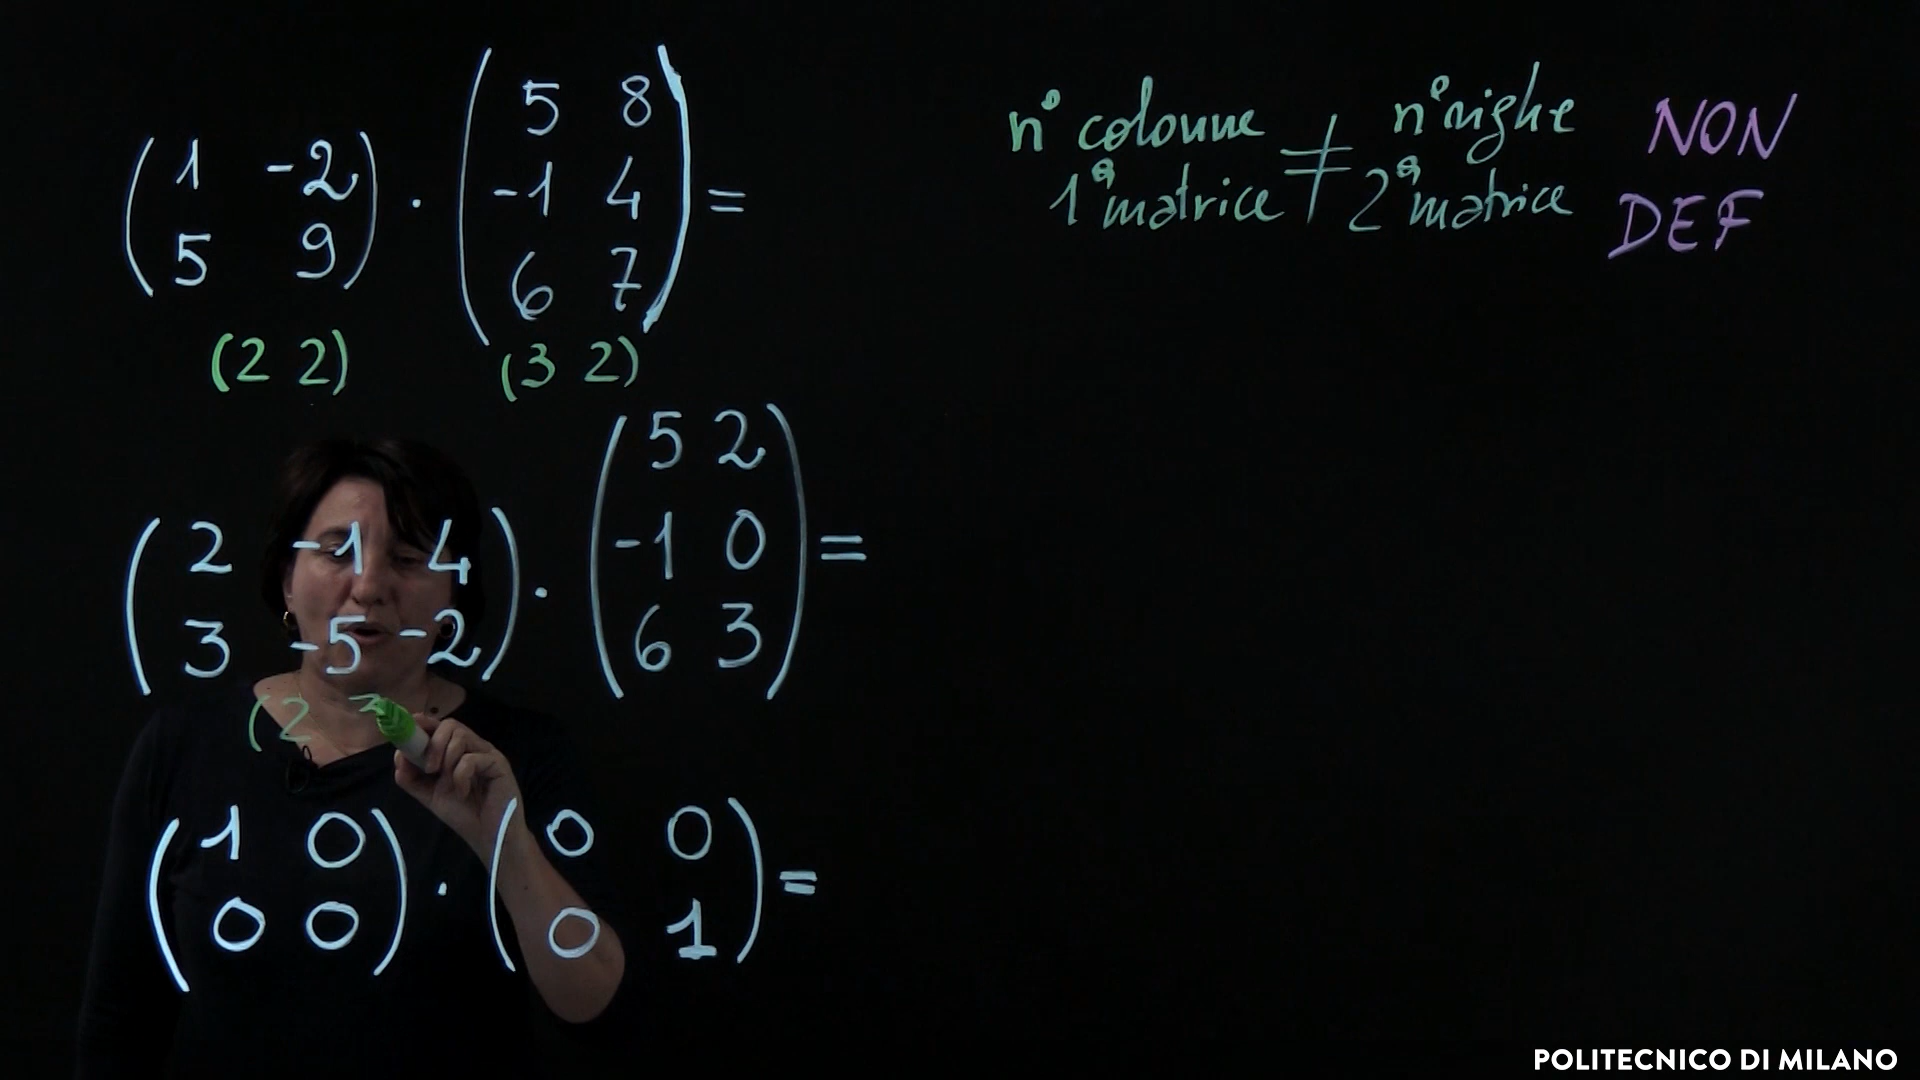 ( 1 -2 ) · ( 5 8 ) =
( 5 9 ) ( -1 4 )
( 6 7 )
(2 2) (3 2)
n° colonne ≠ n° righe NON
1ª matrice 2ª matrice DEF
( 2 -1 4 ) · ( 5 2 ) =
( 3 -5 -2 ) ( -1 0 )
( 6 3 )
(2
( 1 0 ) · ( 0 0 ) =
( 0 0 ) ( 0 1 )
POLITECNICO DI MILANO